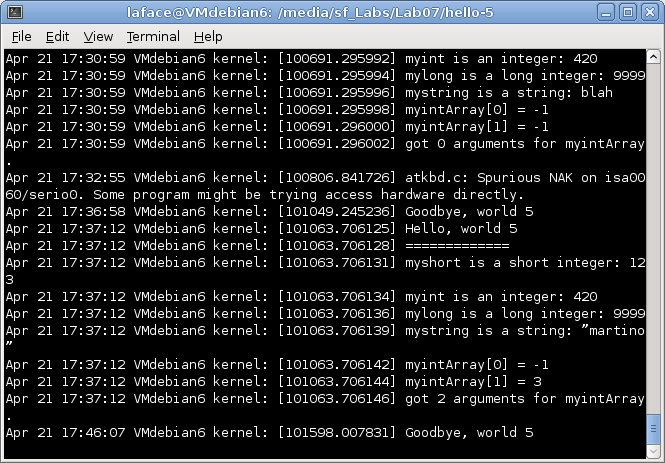 laface@VMdebian6: /media/sf_Labs/Lab07/hello-5
File Edit View Terminal Help
Apr 21 17:30:59 VMdebian6 kernel: [100691.295992] myint is an integer: 420
Apr 21 17:30:59 VMdebian6 kernel: [100691.295994] mylong is a long integer: 9999
Apr 21 17:30:59 VMdebian6 kernel: [100691.295996] mystring is a string: blah
Apr 21 17:30:59 VMdebian6 kernel: [100691.295998] myintArray[0] = -1
Apr 21 17:30:59 VMdebian6 kernel: [100691.296000] myintArray[1] = -1
Apr 21 17:30:59 VMdebian6 kernel: [100691.296002] got 0 arguments for myintArray
.
Apr 21 17:32:55 VMdebian6 kernel: [100806.841726] atkbd.c: Spurious NAK on isa00
60/serio0. Some program might be trying access hardware directly.
Apr 21 17:36:58 VMdebian6 kernel: [101049.245236] Goodbye, world 5
Apr 21 17:37:12 VMdebian6 kernel: [101063.706125] Hello, world 5
Apr 21 17:37:12 VMdebian6 kernel: [101063.706128] =============
Apr 21 17:37:12 VMdebian6 kernel: [101063.706131] myshort is a short integer: 12
3
Apr 21 17:37:12 VMdebian6 kernel: [101063.706134] myint is an integer: 420
Apr 21 17:37:12 VMdebian6 kernel: [101063.706136] mylong is a long integer: 9999
Apr 21 17:37:12 VMdebian6 kernel: [101063.706139] mystring is a string: ”martino
”
Apr 21 17:37:12 VMdebian6 kernel: [101063.706142] myintArray[0] = -1
Apr 21 17:37:12 VMdebian6 kernel: [101063.706144] myintArray[1] = 3
Apr 21 17:37:12 VMdebian6 kernel: [101063.706146] got 2 arguments for myintArray
.
Apr 21 17:46:07 VMdebian6 kernel: [101598.007831] Goodbye, world 5